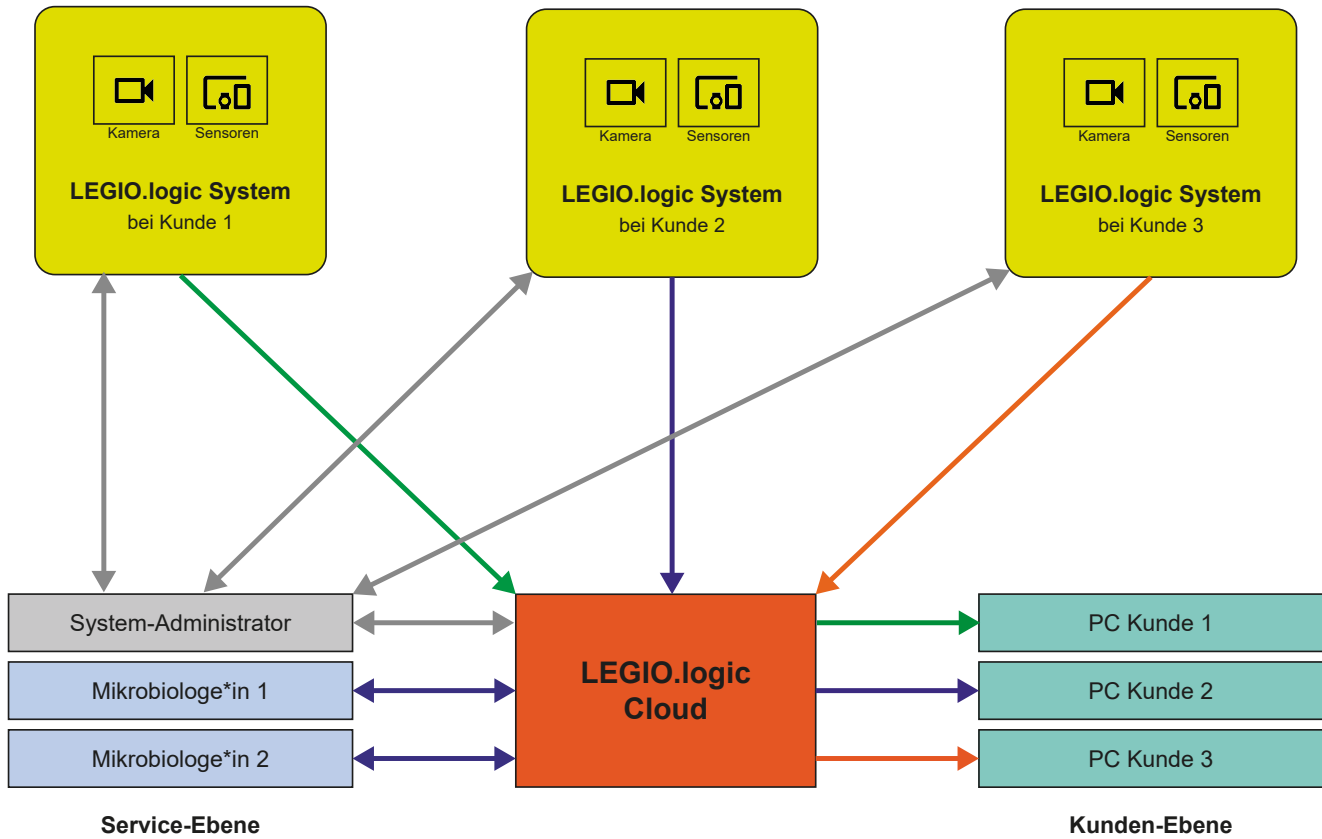 Kamera
Sensoren
LEGIO.logic System
bei Kunde 1
Kamera
Sensoren
LEGIO.logic System
bei Kunde 2
Kamera
Sensoren
LEGIO.logic System
bei Kunde 3
System-Administrator
Mikrobiologe*in 1
Mikrobiologe*in 2
Service-Ebene
LEGIO.logic
Cloud
PC Kunde 1
PC Kunde 2
PC Kunde 3
Kunden-Ebene